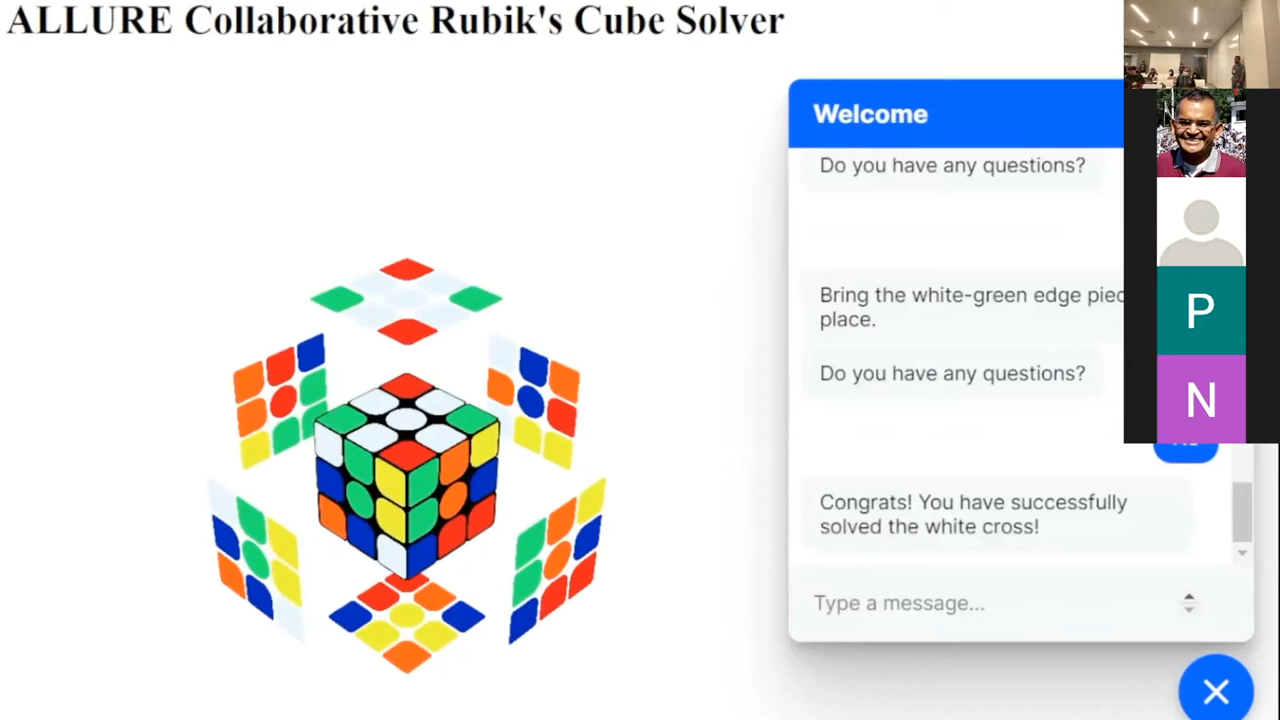 ALLURE Collaborative Rubik's Cube Solver
Welcome
Do you have any questions?
Bring the white-green edge
place.
Do you have any questions?
Congrats! You have successfully
solved the white cross!
Type a message...
P
N